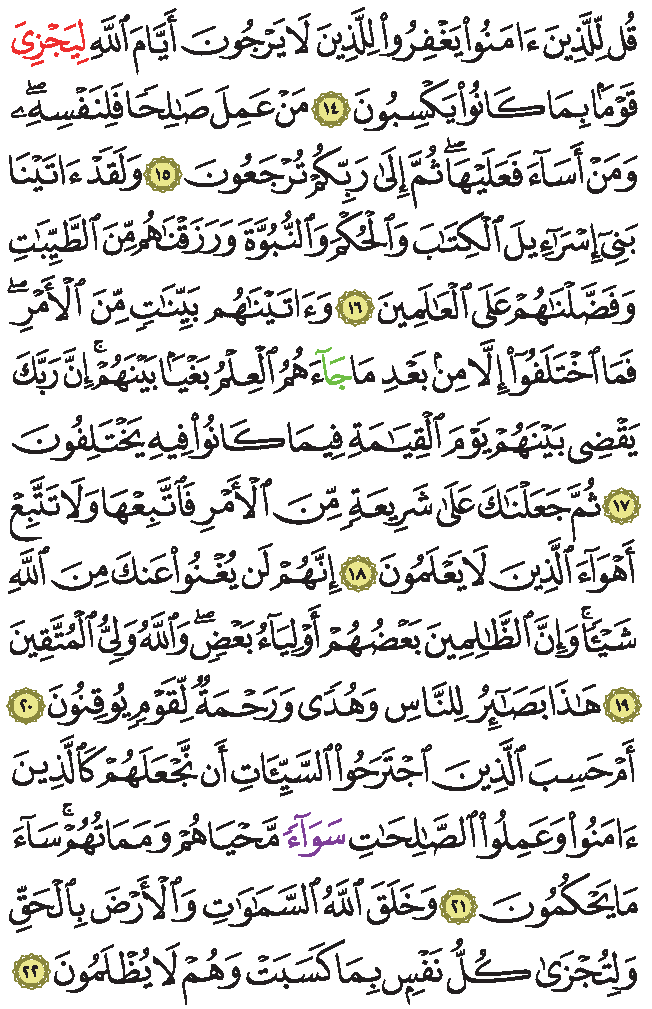 قُل لِّلَّذِينَ ءَامَنُواْ يَغْفِرُواْ لِلَّذِينَ لَا يَرْجُونَ أَيَّامَ ٱللَّهِ لِيَجْزِىَ
قَوْمَۢا بِمَا كَانُواْ يَكْسِبُونَ ١٤ مَنْ عَمِلَ صَٰلِحٗا فَلِنَفْسِهِۦۖ
وَمَنْ أَسَآءَ فَعَلَيْهَاۖ ثُمَّ إِلَىٰ رَبِّكُمْ تُرْجَعُونَ ١٥ وَلَقَدْ ءَاتَيْنَا
بَنِىٓ إِسْرَٰٓءِيلَ ٱلْكِتَٰبَ وَٱلْحُكْمَ وَٱلنُّبُوَّةَ وَرَزَقْنَٰهُم مِّنَ ٱلطَّيِّبَٰتِ
وَفَضَّلْنَٰهُمْ عَلَى ٱلْعَٰلَمِينَ ١٦ وَءَاتَيْنَٰهُم بَيِّنَٰتٖ مِّنَ ٱلْأَمْرِۖ
فَمَا ٱخْتَلَفُوٓاْ إِلَّا مِنۢ بَعْدِ مَا جَآءَهُمُ ٱلْعِلْمُ بَغْيَۢا بَيْنَهُمْۚ إِنَّ رَبَّكَ
يَقْضِى بَيْنَهُمْ يَوْمَ ٱلْقِيَٰمَةِ فِيمَا كَانُواْ فِيهِ يَخْتَلِفُونَ
١٧ ثُمَّ جَعَلْنَٰكَ عَلَىٰ شَرِيعَةٖ مِّنَ ٱلْأَمْرِ فَٱتَّبِعْهَا وَلَا تَتَّبِعْ
أَهْوَآءَ ٱلَّذِينَ لَا يَعْلَمُونَ ١٨ إِنَّهُمْ لَن يُغْنُواْ عَنكَ مِنَ ٱللَّهِ
شَيْـٔٗاۚ وَإِنَّ ٱلظَّٰلِمِينَ بَعْضُهُمْ أَوْلِيَآءُ بَعْضٖۖ وَٱللَّهُ وَلِىُّ ٱلْمُتَّقِينَ
١٩ هَٰذَا بَصَٰٓئِرُ لِلنَّاسِ وَهُدٗى وَرَحْمَةٞ لِّقَوْمٖ يُوقِنُونَ ٢٠
أَمْ حَسِبَ ٱلَّذِينَ ٱجْتَرَحُواْ ٱلسَّيِّـَٔاتِ أَن نَّجْعَلَهُمْ كَٱلَّذِينَ
ءَامَنُواْ وَعَمِلُواْ ٱلصَّٰلِحَٰتِ سَوَآءٗ مَّحْيَاهُمْ وَمَمَاتُهُمْۚ سَآءَ
مَا يَحْكُمُونَ ٢١ وَخَلَقَ ٱللَّهُ ٱلسَّمَٰوَٰتِ وَٱلْأَرْضَ بِٱلْحَقِّ
وَلِتُجْزَىٰ كُلُّ نَفْسِۭ بِمَا كَسَبَتْ وَهُمْ لَا يُظْلَمُونَ ٢٢